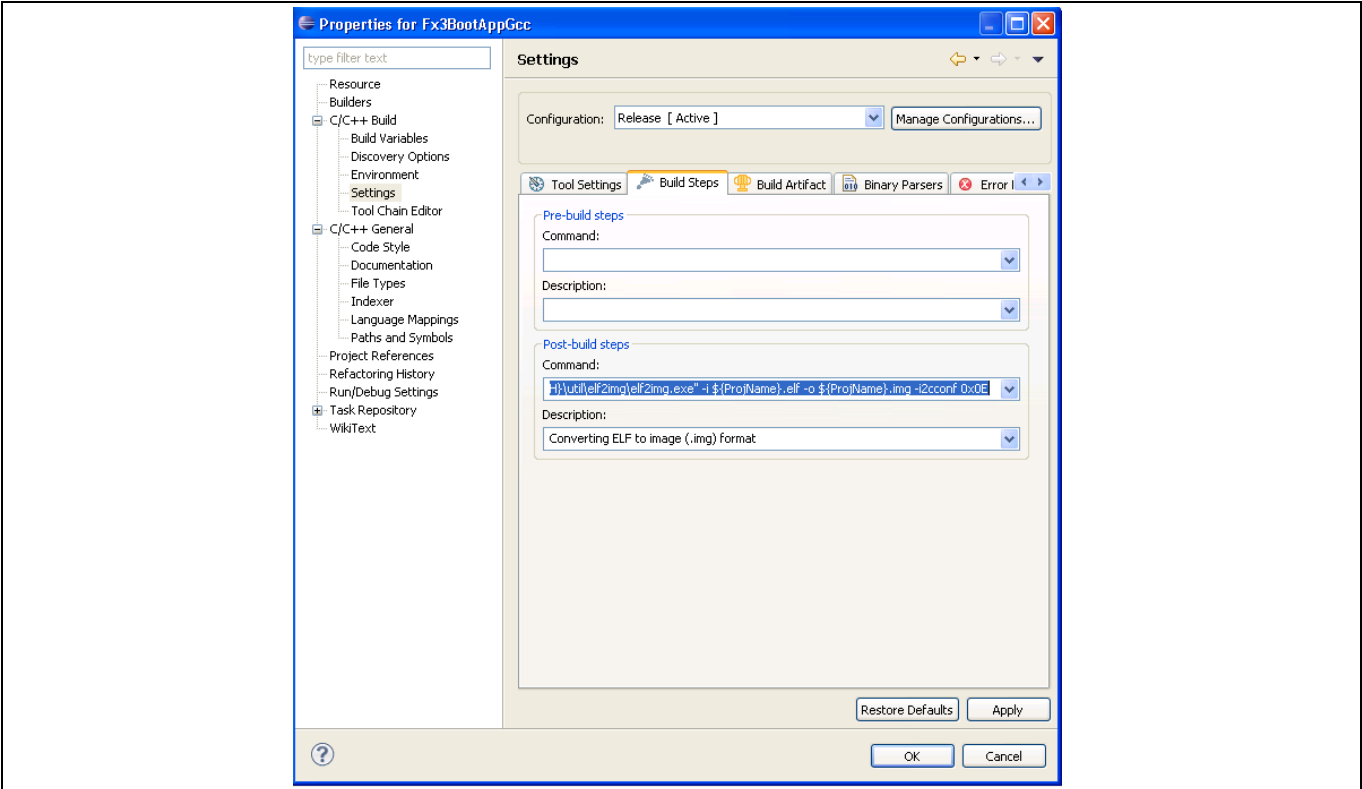 Properties for Fx3BootAppGcc
type filter text
Resource
Builders
C/C++ Build
Build Variables
Discovery Options
Environment
Settings
Tool Chain Editor
C/C++ General
Code Style
Documentation
File Types
Indexer
Language Mappings
Paths and Symbols
Project References
Refactoring History
Run/Debug Settings
Task Repository
WikiText
Settings
Configuration: Release [ Active ] Manage Configurations...
Tool Settings Build Steps Build Artifact Binary Parsers Error
Pre-build steps
Command:
Description:
Post-build steps
Command:
H}\util\elf2img\elf2img.exe" -i ${ProjName}.elf -o ${ProjName}.img -i2cconf 0x0E
Description:
Converting ELF to image (.img) format
Restore Defaults Apply
OK Cancel